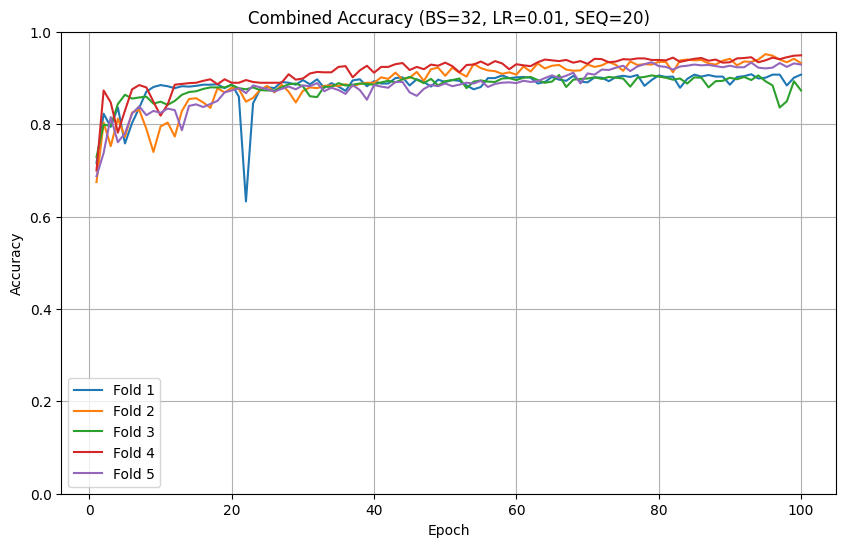 Combined Accuracy (BS=32, LR=0.01, SEQ=20)
1.0
0.8
0.6
0.4
0.2
0.0
Accuracy
Fold 1
Fold 2
Fold 3
Fold 4
Fold 5
0 20 40 60 80 100
Epoch